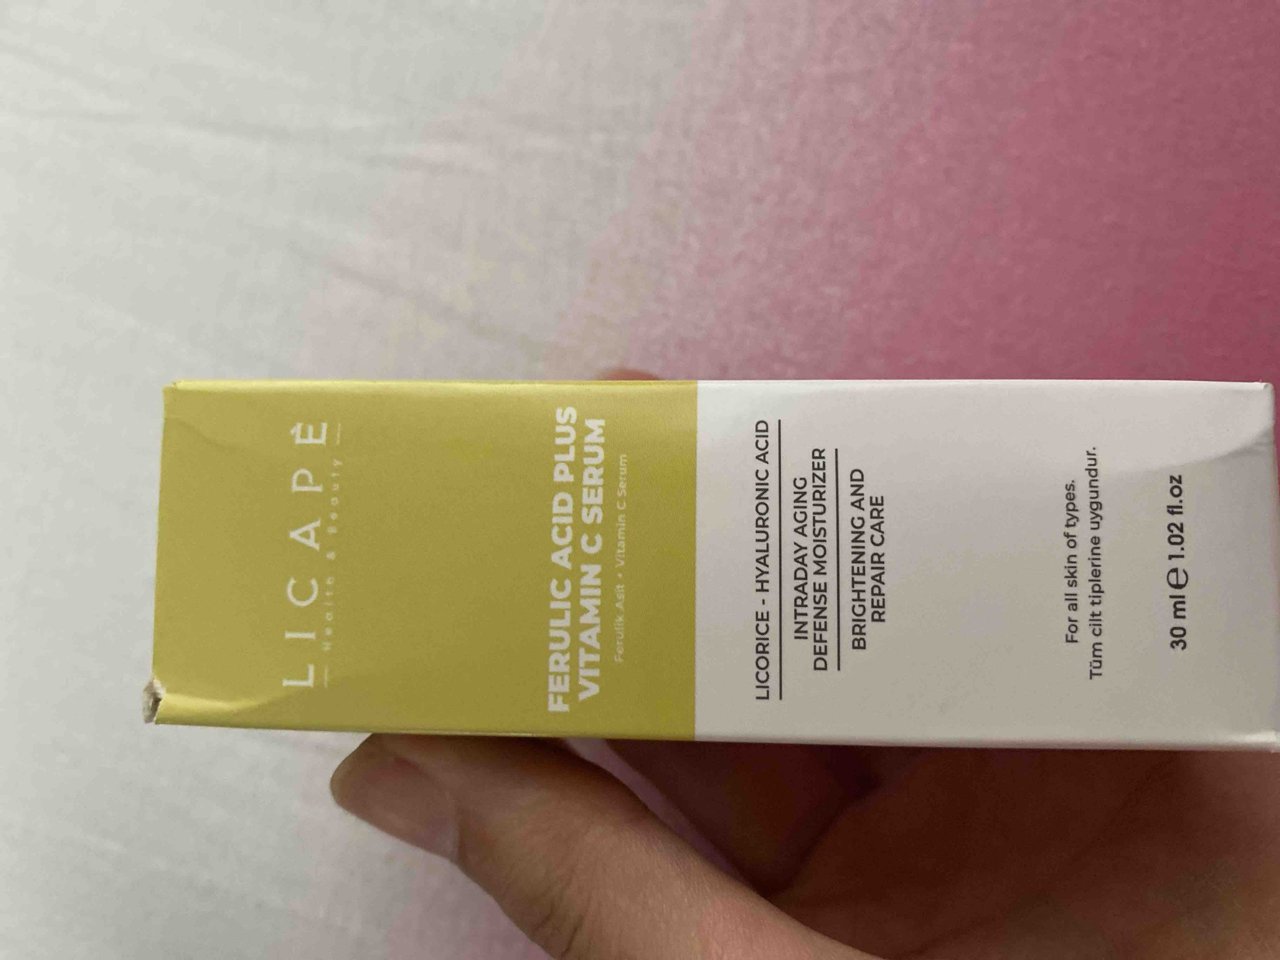 LICAPÈ
Health & Beauty
FERULIC ACID PLUS
VITAMIN C SERUM
Ferulik Asit + Vitamin C Serum
LICORICE - HYALURONIC ACID
INTRADAY AGING
DEFENSE MOISTURIZER
BRIGHTENING AND
REPAIR CARE
For all skin of types.
Tüm cilt tiplerine uygundur.
30 ml ℮ 1.02 fl.oz